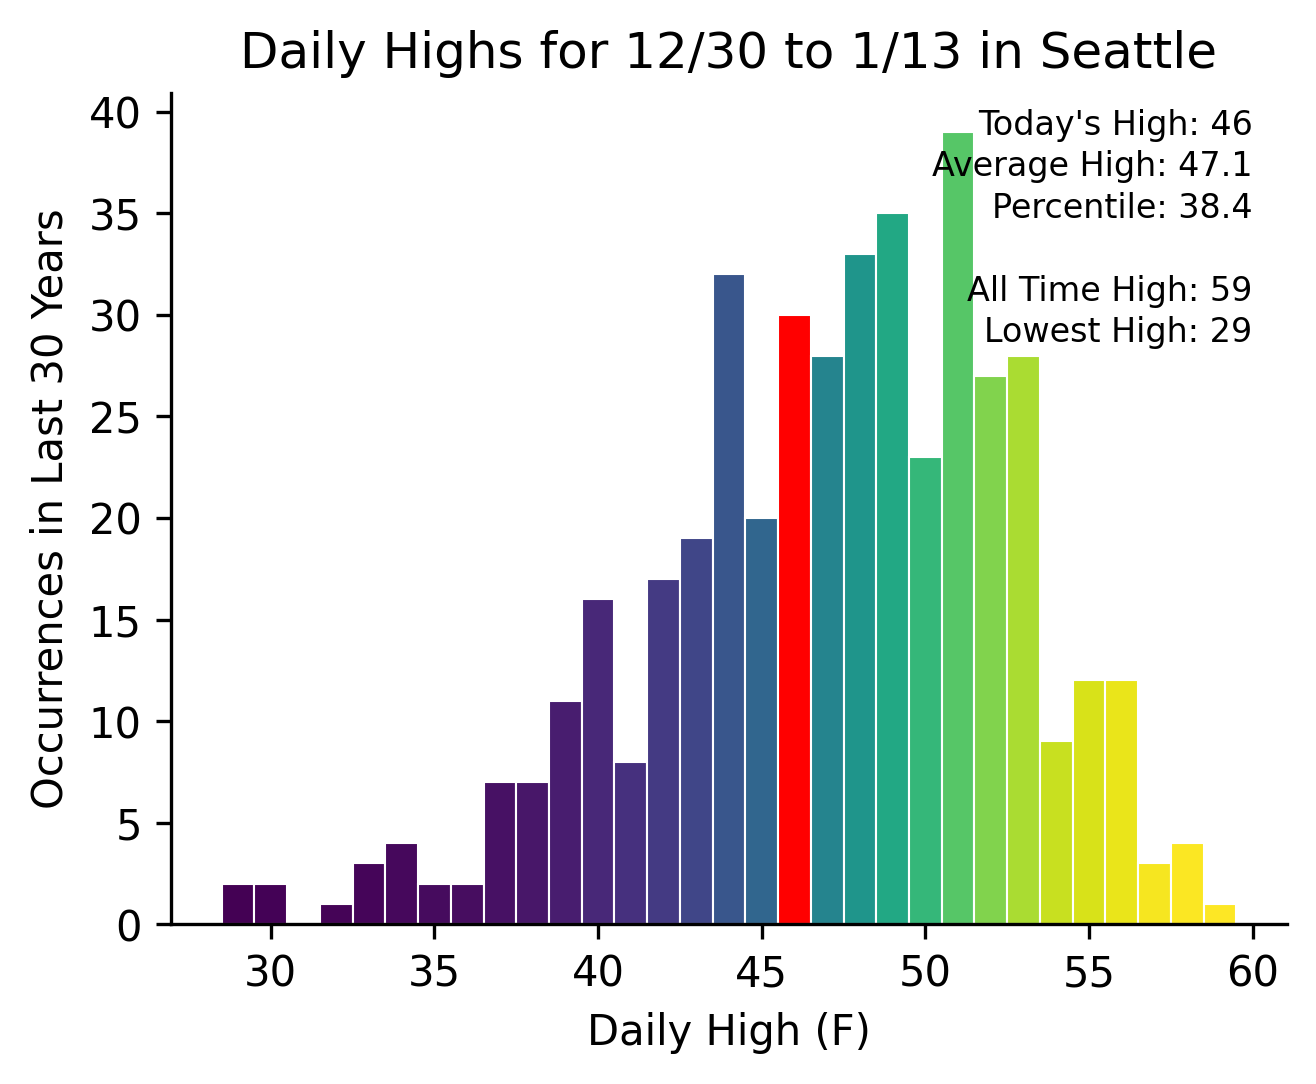 Daily Highs for 12/30 to 1/13 in Seattle
Today's High: 46
Average High: 47.1
Percentile: 38.4
All Time High: 59
Lowest High: 29
Occurrences in Last 30 Years
40
35
30
25
20
15
10
5
0
30 35 40 45 50 55 60
Daily High (F)